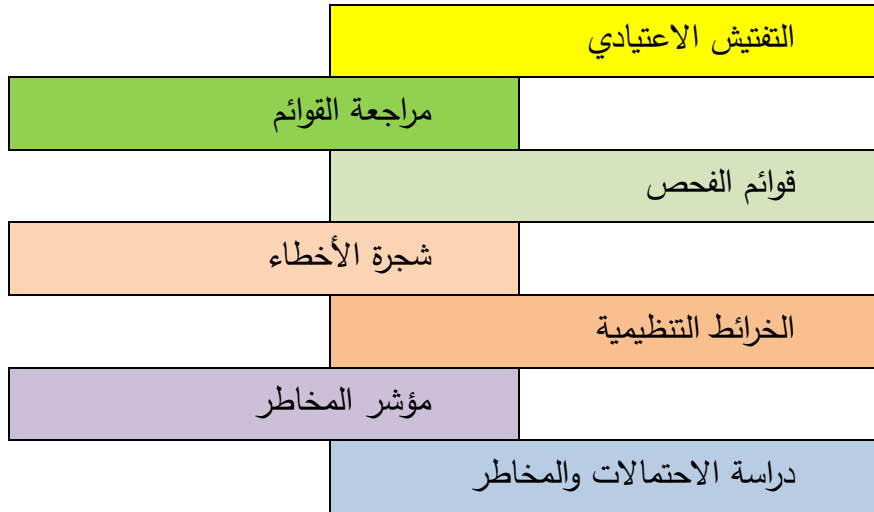 التفتيش الاعتيادي
مراجعة القوائم
قوائم الفحص
شجرة الأخطاء
الخرائط التنظيمية
مؤشر المخاطر
دراسة الاحتمالات والمخاطر